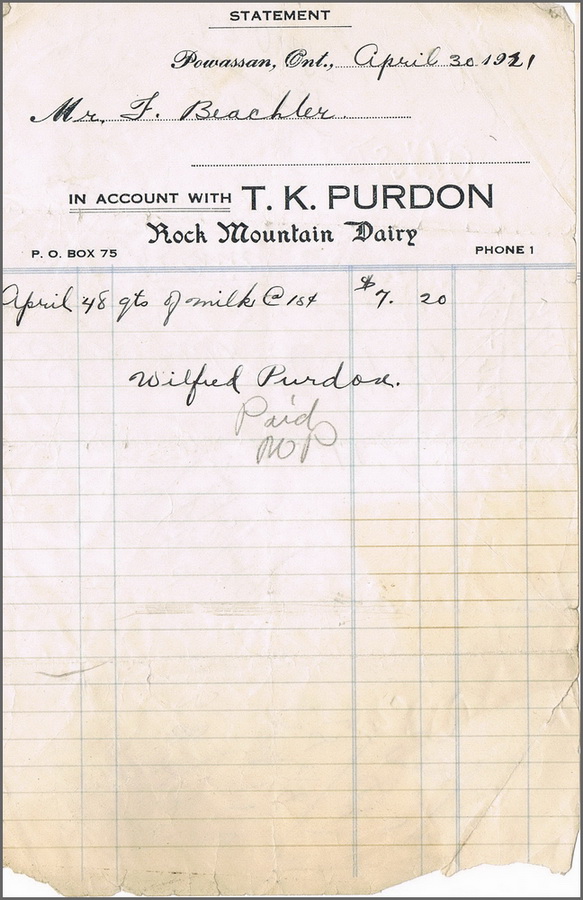 STATEMENT
Powassan, Ont., April 30 1921
Mr. F. Beachler.
IN ACCOUNT WITH T. K. PURDON
Rock Mountain Dairy
P. O. BOX 75 PHONE 1
April 48 qts of milk @ 15¢ $7. 20
Wilfred Purdon.
Paid
WP